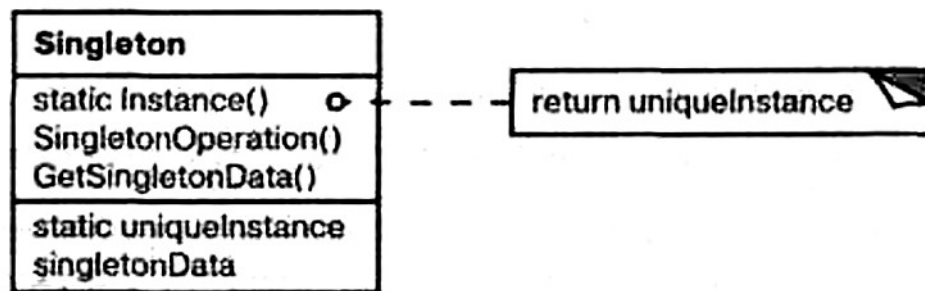 Singleton
static Instance()
SingletonOperation()
GetSingletonData()
static uniqueInstance
singletonData
return uniqueInstance